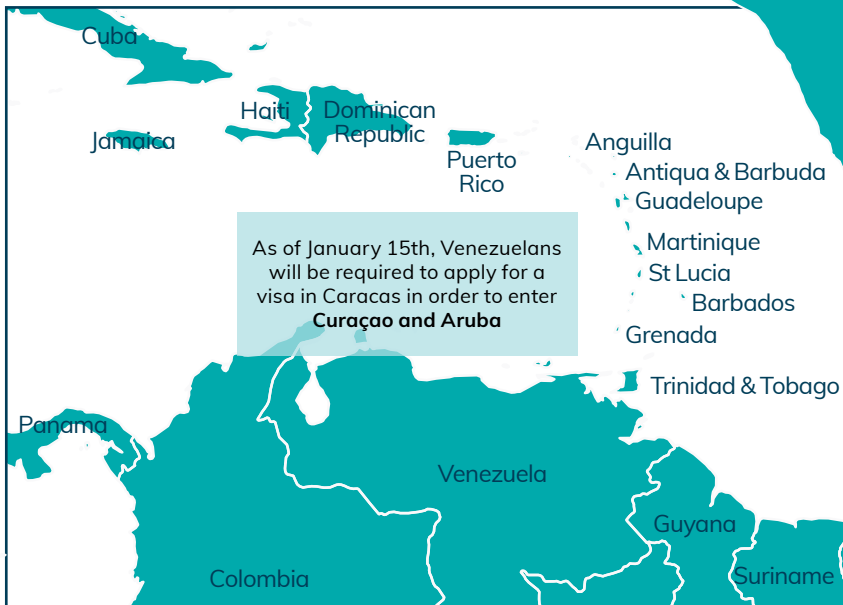 Cuba
Haiti
Dominican
Republic
Jamaica
Puerto
Rico
Anguilla
Antiqua & Barbuda
Guadeloupe
Martinique
St Lucia
Barbados
Grenada
Trinidad & Tobago
As of January 15th, Venezuelans
will be required to apply for a
visa in Caracas in order to enter
Curaçao and Aruba
Panama
Venezuela
Guyana
Colombia
Suriname